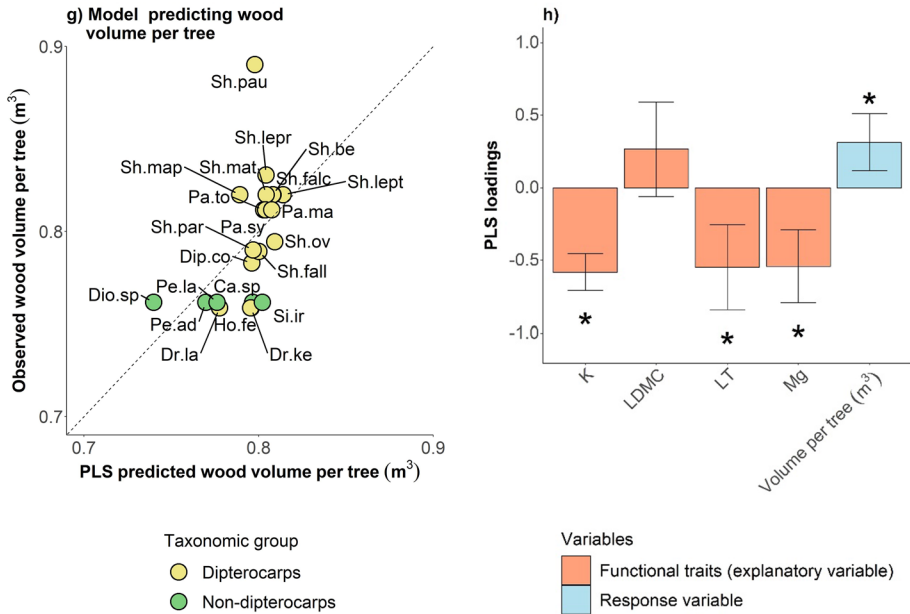 g) Model predicting wood
volume per tree
Observed wood volume per tree (m³)
0.9
0.8
0.7
Sh.pau
Sh.lepr
Sh.be
Sh.map
Sh.mat
Sh.falc
Sh.lept
Pa.to
Pa.ma
Pa.sy
Sh.par
Sh.ov
Dip.co
Sh.fall
Pe.la
Ca.sp
Dio.sp
Pe.ad
Ho.fe
Si.ir
Dr.la
Dr.ke
0.7
0.8
0.9
PLS predicted wood volume per tree (m³)
Taxonomic group
Dipterocarps
Non-dipterocarps
h)
PLS loadings
1.0
0.5
0.0
-0.5
-1.0
*
*
*
*
K
LDMC
LT
Mg
Volume per tree (m³)
Variables
Functional traits (explanatory variable)
Response variable